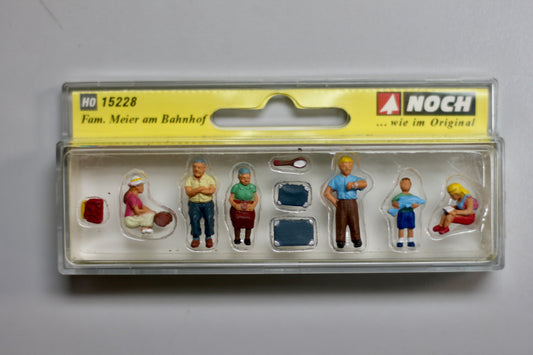 HO 15228
Fam. Meier am Bahnhof
NOCH
... wie im Original